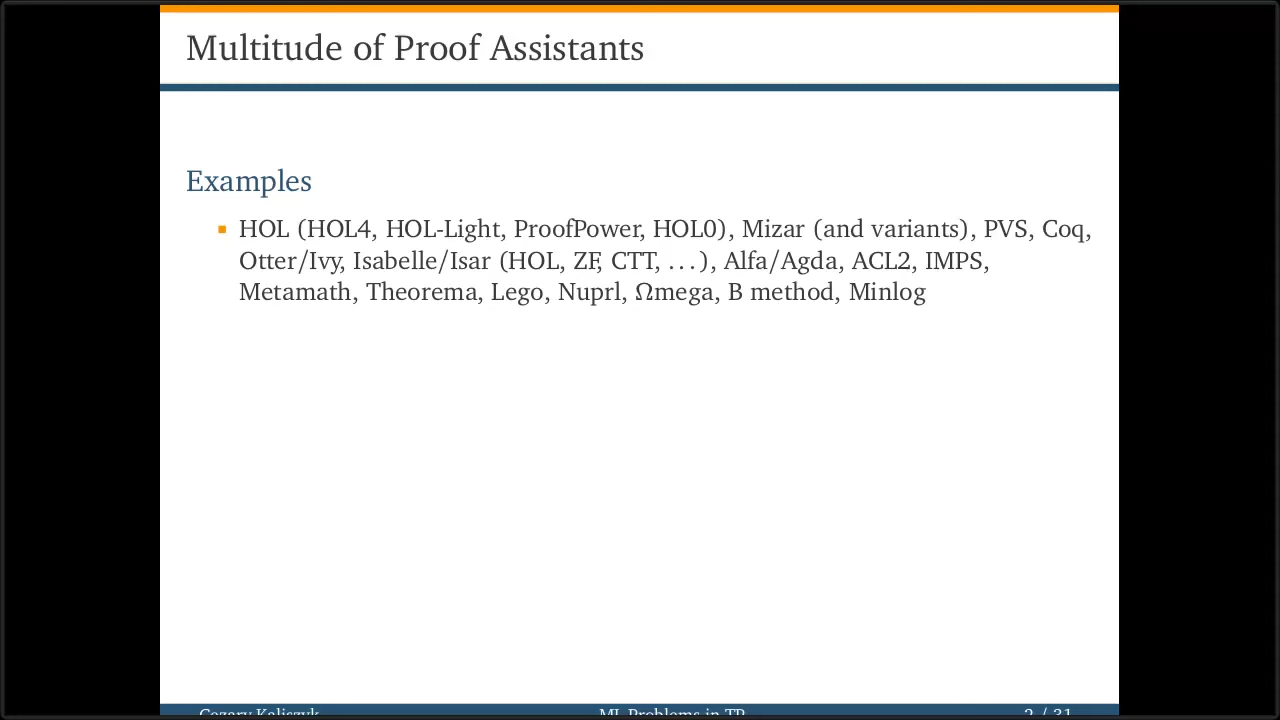 Multitude of Proof Assistants
Examples
HOL (HOL4, HOL-Light, ProofPower, HOL0), Mizar (and variants), PVS, Coq,
Otter/Ivy, Isabelle/Isar (HOL, ZF, CTT, ...), Alfa/Agda, ACL2, IMPS,
Metamath, Theorema, Lego, Nuprl, Ωmega, B method, Minlog
Cezary Kaliszyk ML Problems in TP 2 / 31